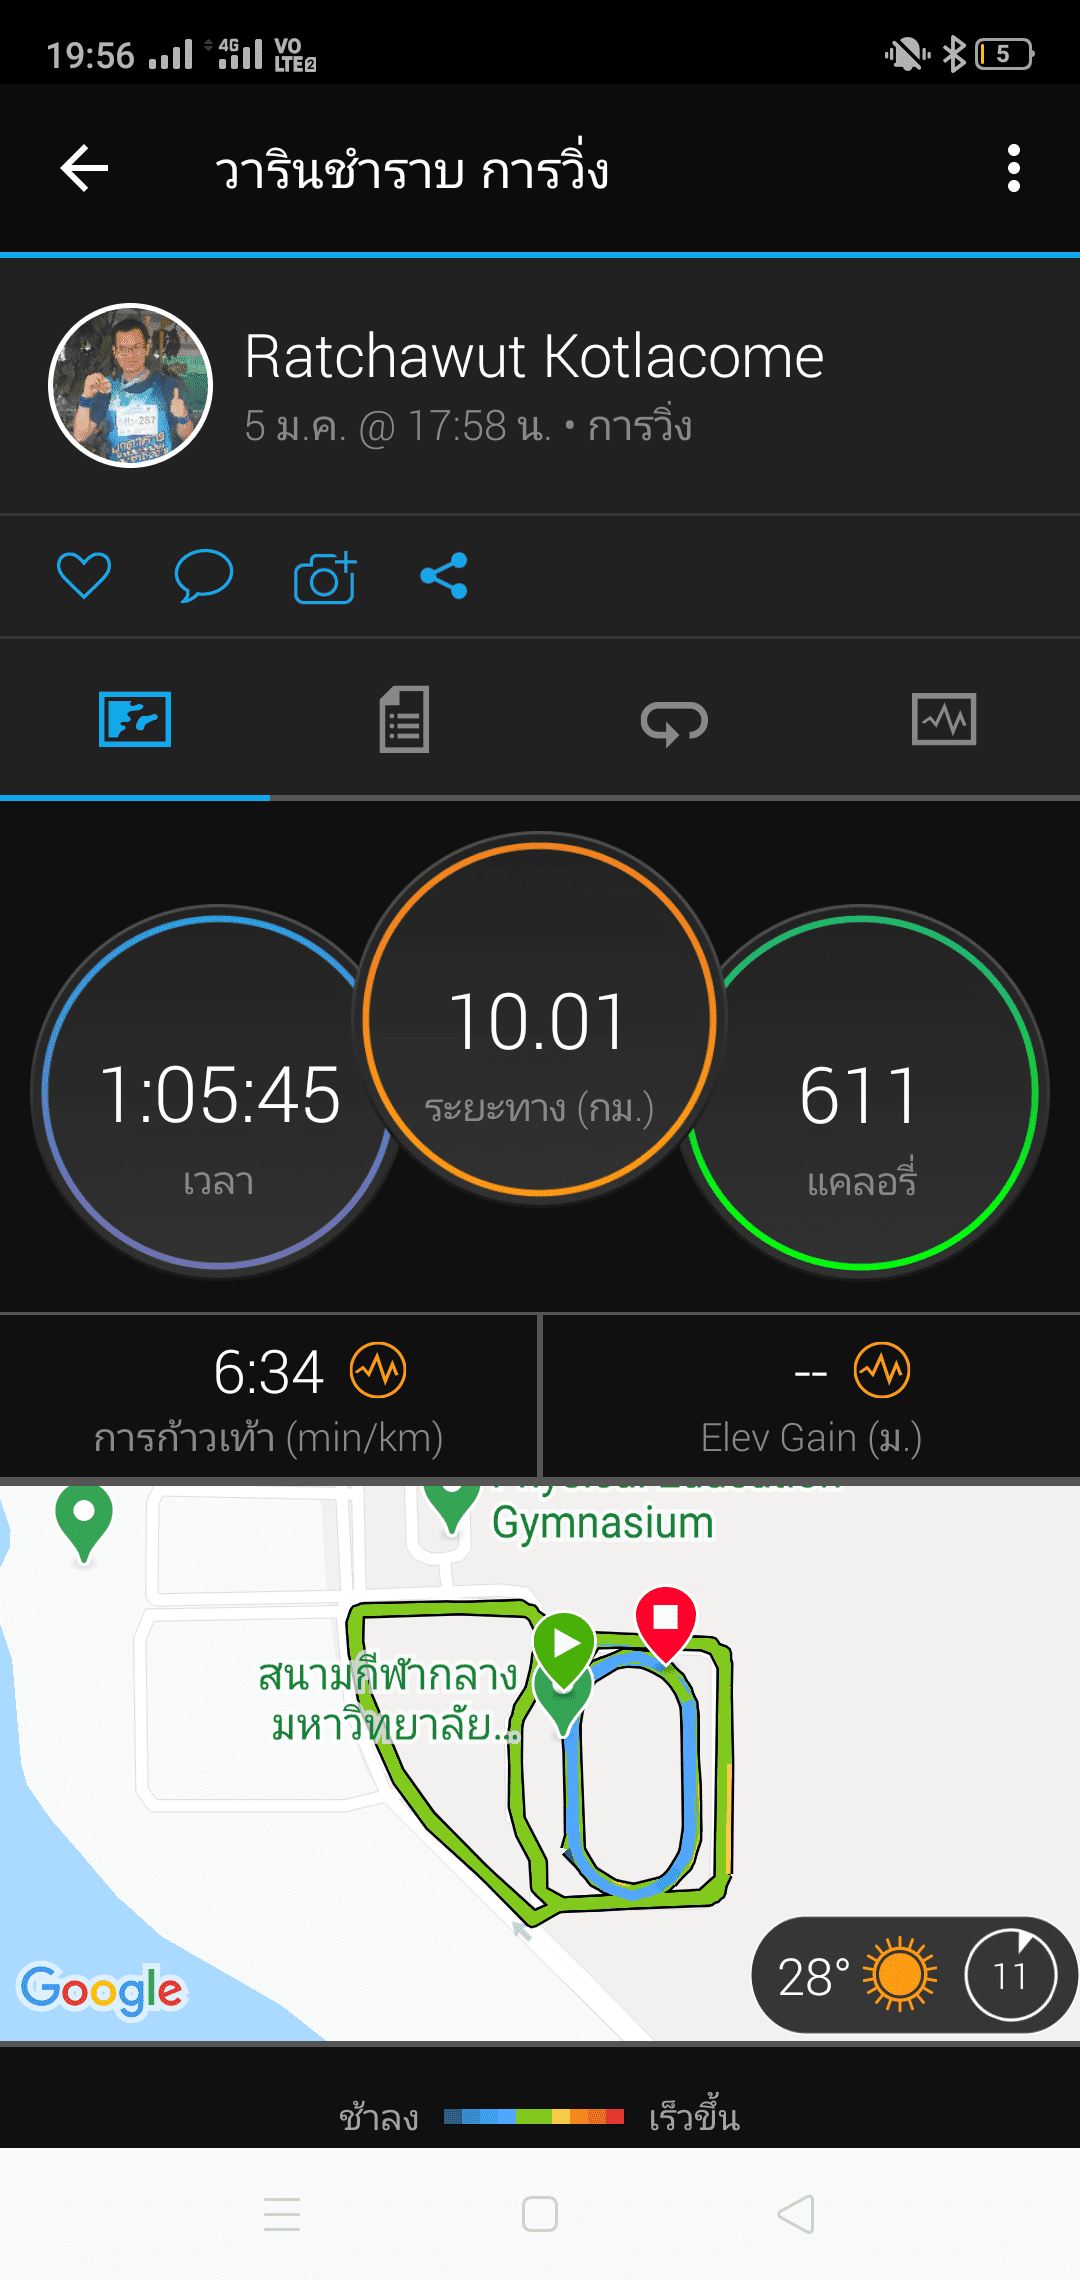 19:56 4G VO LTE2 5
วารินชำราบ การวิ่ง
Ratchawut Kotlacome
5 ม.ค. @ 17:58 น. • การวิ่ง
10.01
ระยะทาง (กม.)
1:05:45
เวลา
611
แคลอรี่
6:34
การก้าวเท้า (min/km)
--
Elev Gain (ม.)
Physical Education
Gymnasium
สนามกีฬากลาง
มหาวิทยาลัย...
Google
28° 11
ช้าลง เร็วขึ้น